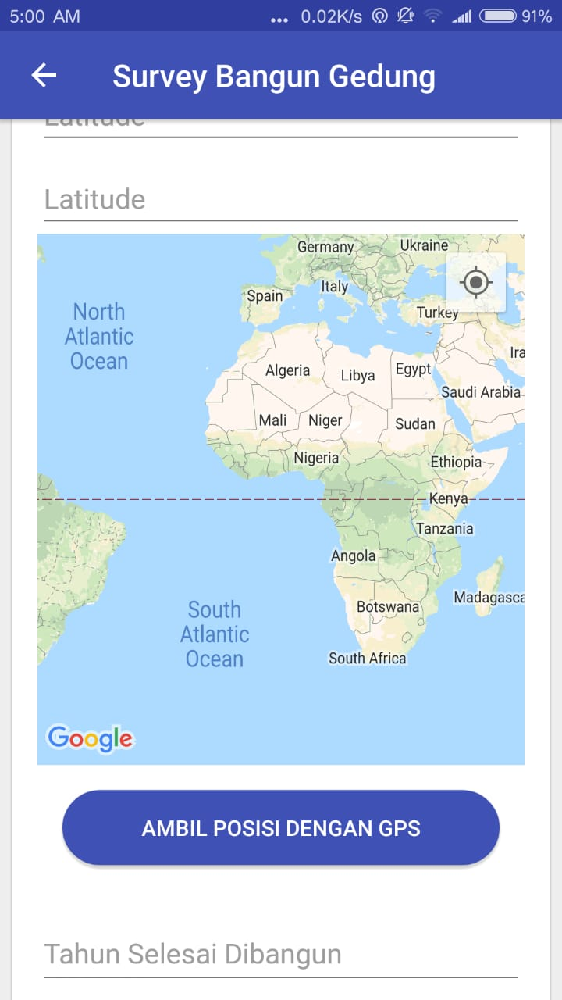 5:00 AM ... 0.02K/s 91%
Survey Bangun Gedung
Latitude
Latitude
Germany
Ukraine
Italy
Spain
Turkey
North
Atlantic
Ocean
Ira
Algeria
Libya
Egypt
Saudi Arabia
Mali
Niger
Sudan
Nigeria
Ethiopia
Kenya
Tanzania
Angola
Madagasca
Botswana
South
Atlantic
Ocean
South Africa
Google
AMBIL POSISI DENGAN GPS
Tahun Selesai Dibangun